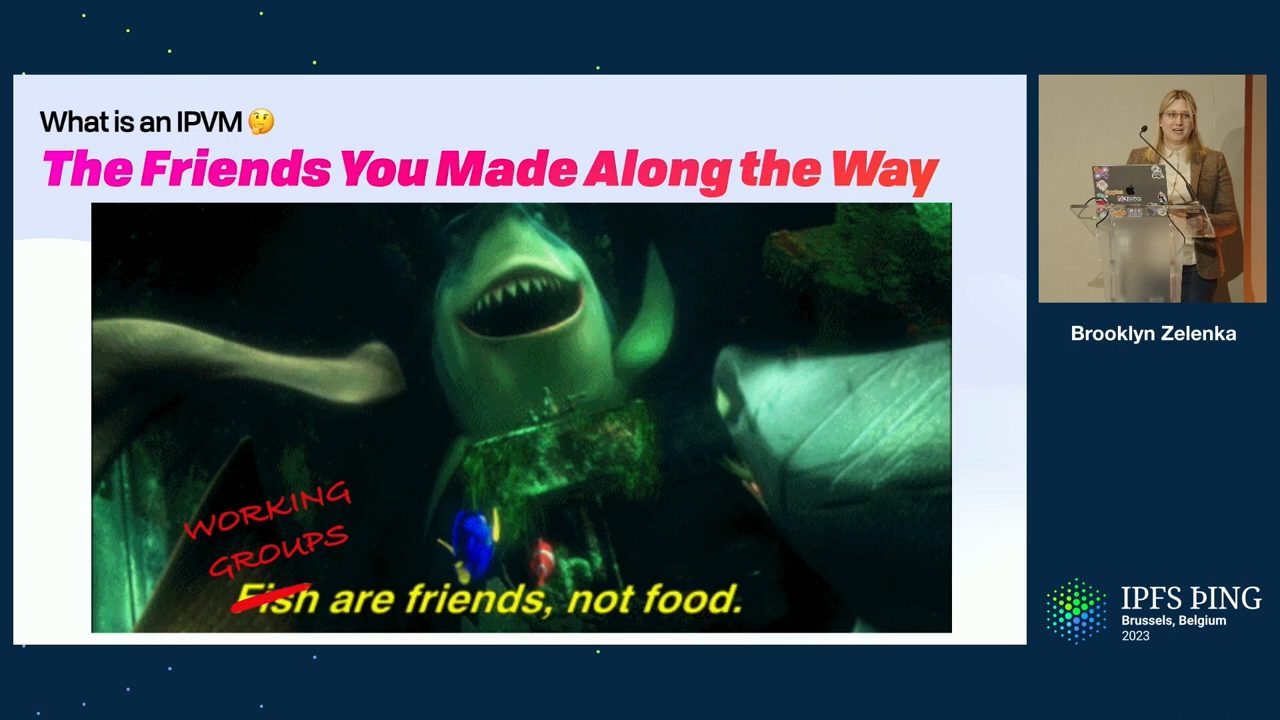 What is an IPVM 🤔
The Friends You Made Along the Way
WORKING
GROUPS
Fish are friends, not food.
Brooklyn Zelenka
IPFS ÞING
Brussels, Belgium
2023